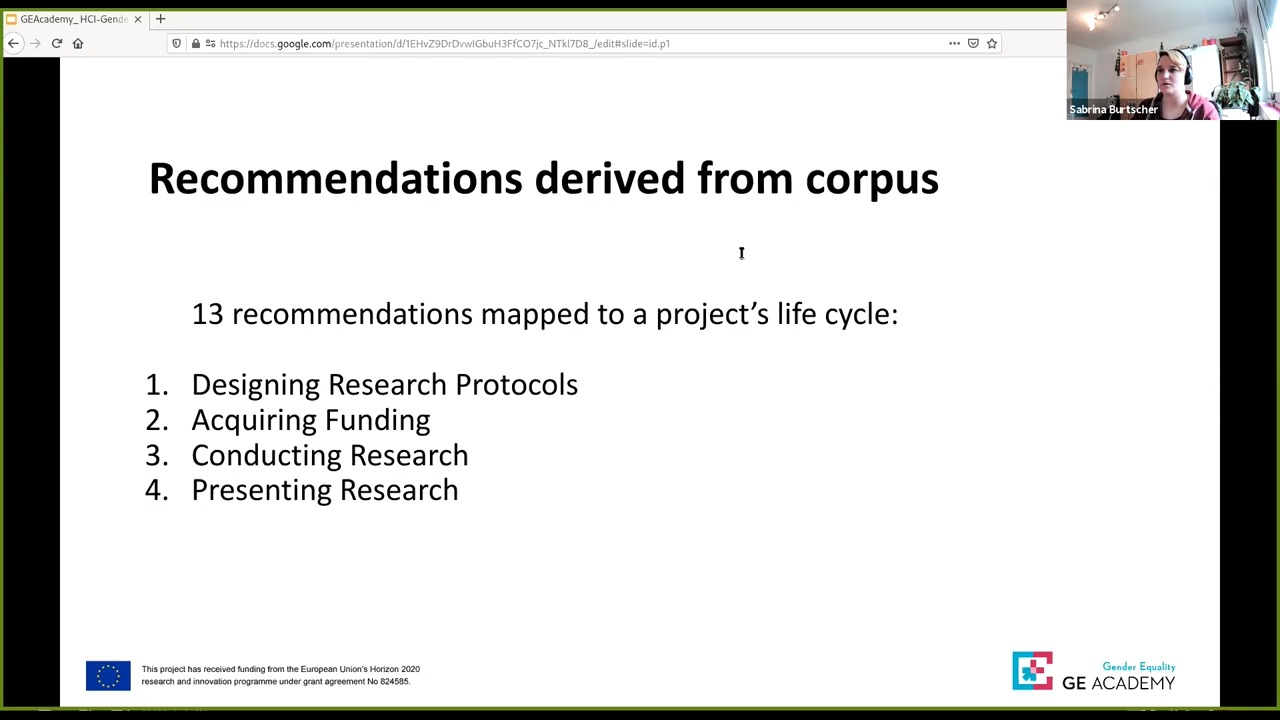 GEAcademy_ HCI-Gende
https://docs.google.com/presentation/d/1EHvZ9DrDvwIGbuH3FfCO7jc_NTkl7D8_/edit#slide=id.p1
Sabrina Burtscher
Recommendations derived from corpus
13 recommendations mapped to a project's life cycle:
1. Designing Research Protocols
2. Acquiring Funding
3. Conducting Research
4. Presenting Research
This project has received funding from the European Union's Horizon 2020
research and innovation programme under grant agreement No 824585.
Gender Equality
GE ACADEMY